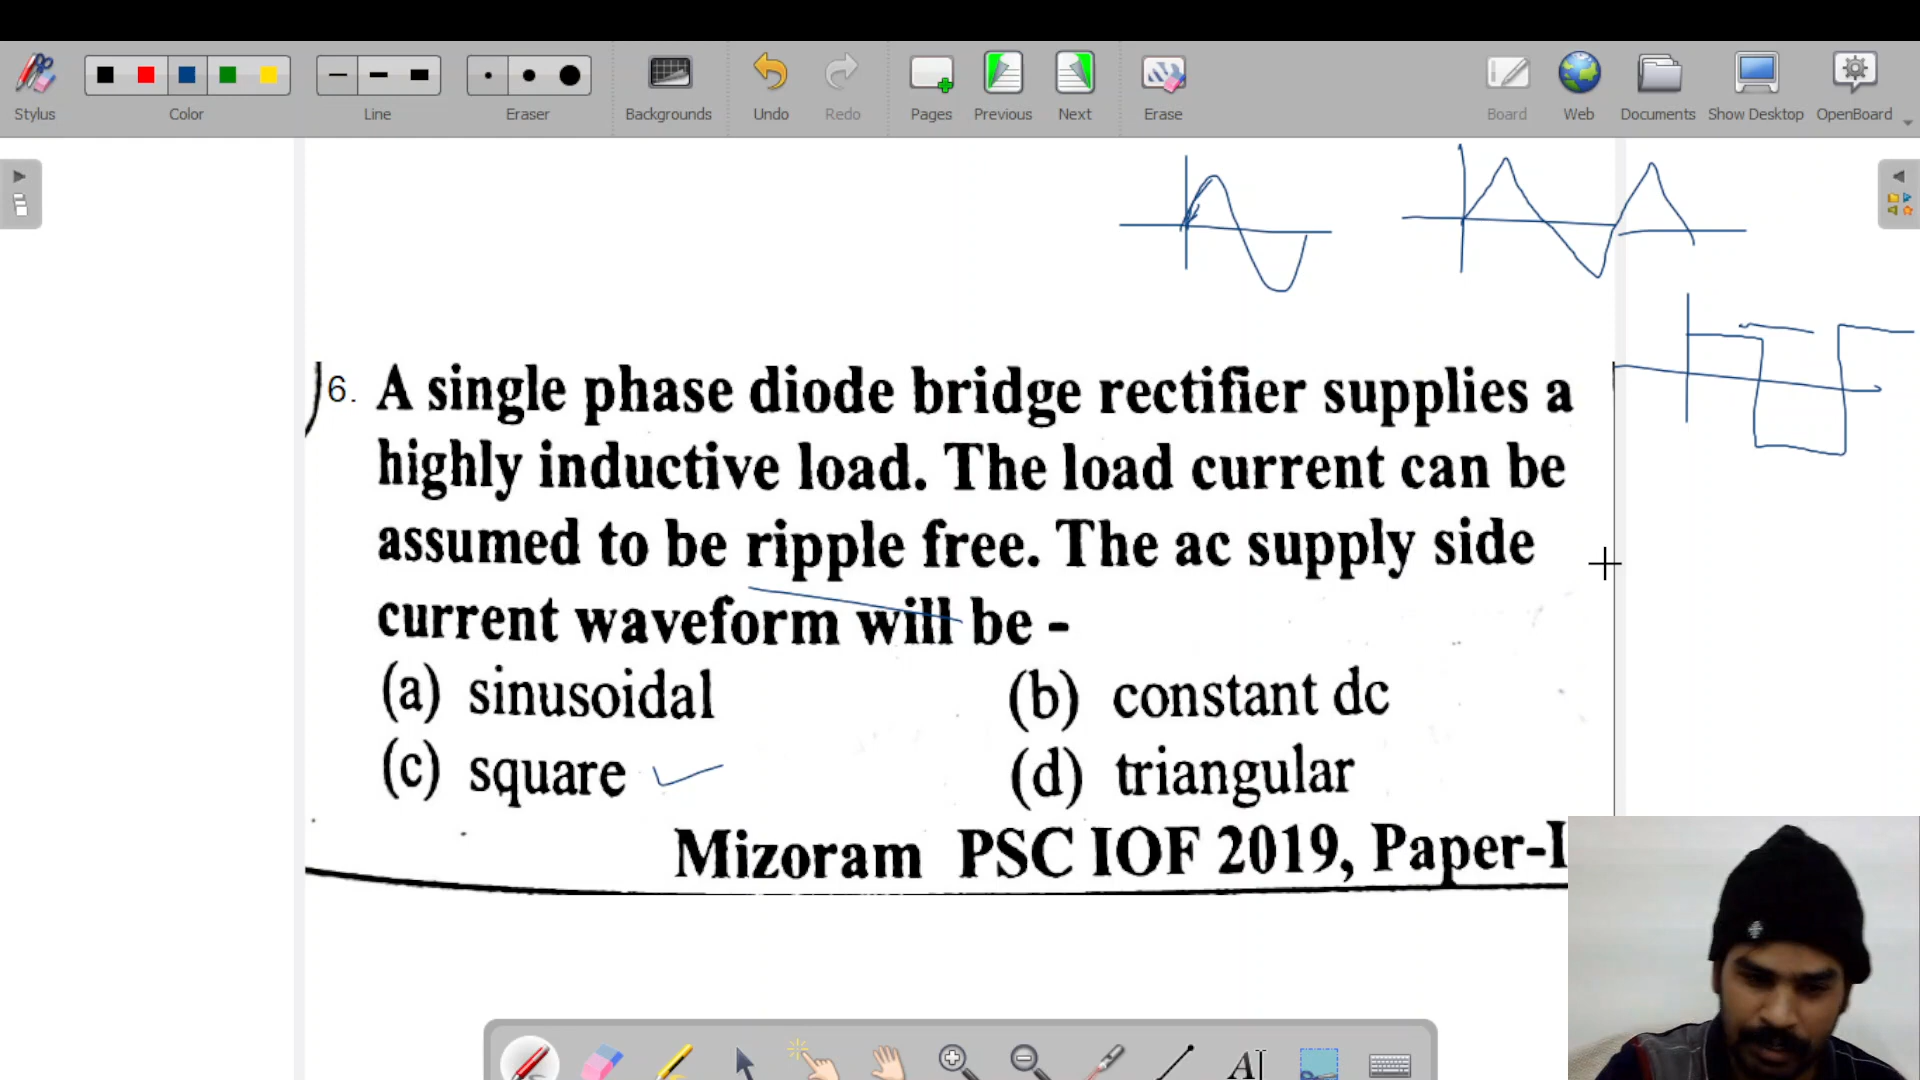 Stylus
Color
Line
Eraser
Backgrounds
Undo
Redo
Pages
Previous
Next
Erase
Board
Web
Documents
Show Desktop
OpenBoard
6. A single phase diode bridge rectifier supplies a
highly inductive load. The load current can be
assumed to be ripple free. The ac supply side
current waveform will be -
(a) sinusoidal (b) constant dc
(c) square (d) triangular
Mizoram PSC IOF 2019, Paper-I